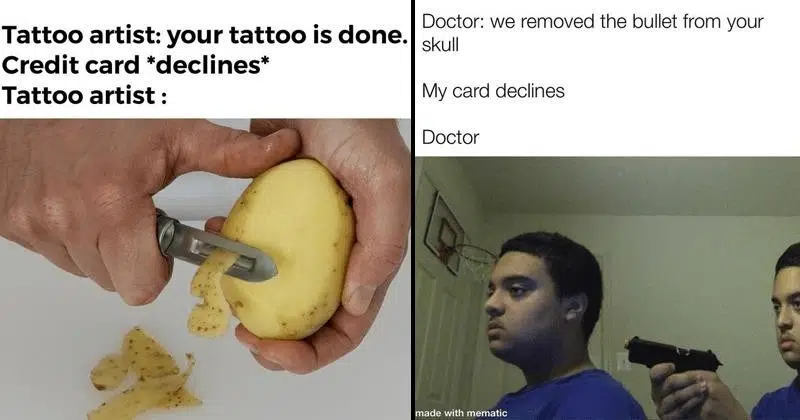 Tattoo artist: your tattoo is done.
Credit card *declines*
Tattoo artist :
Doctor: we removed the bullet from your
skull
My card declines
Doctor
made with mematic